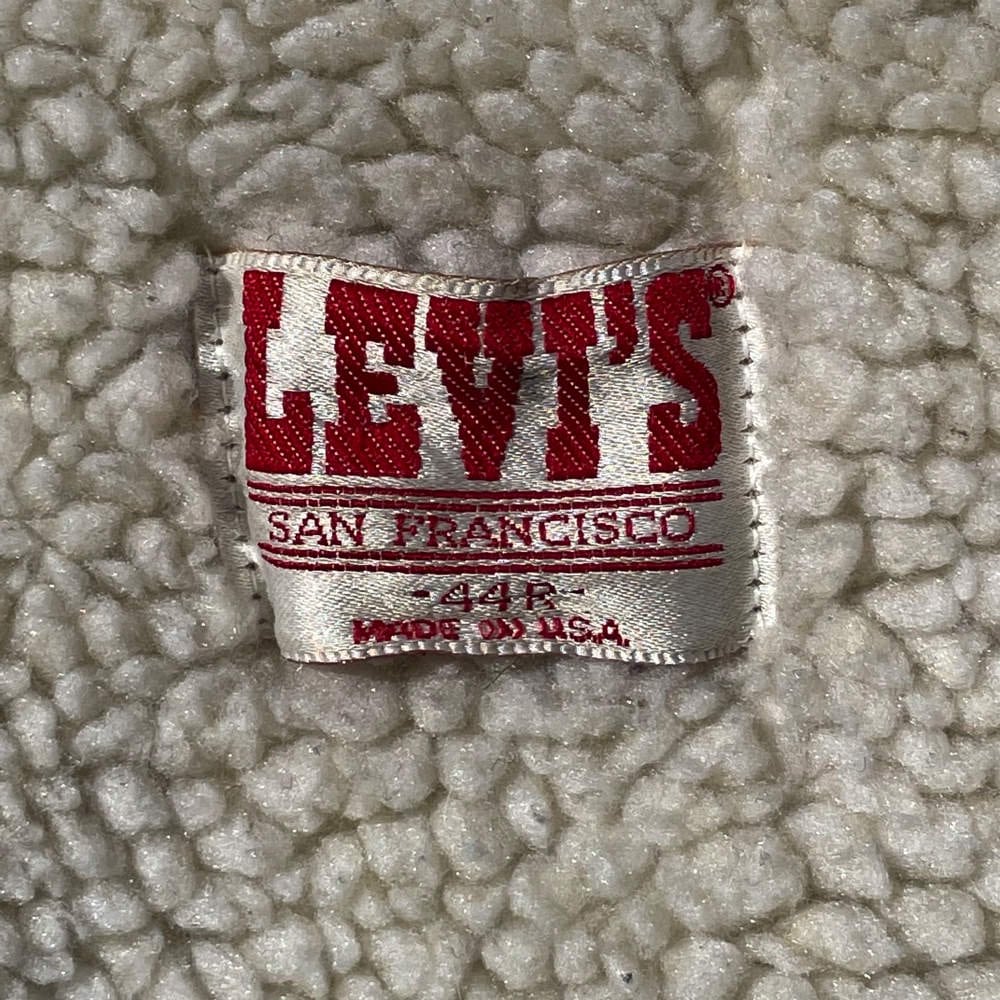 LEVI'S®
SAN FRANCISCO
-44R-
MADE IN U.S.A.